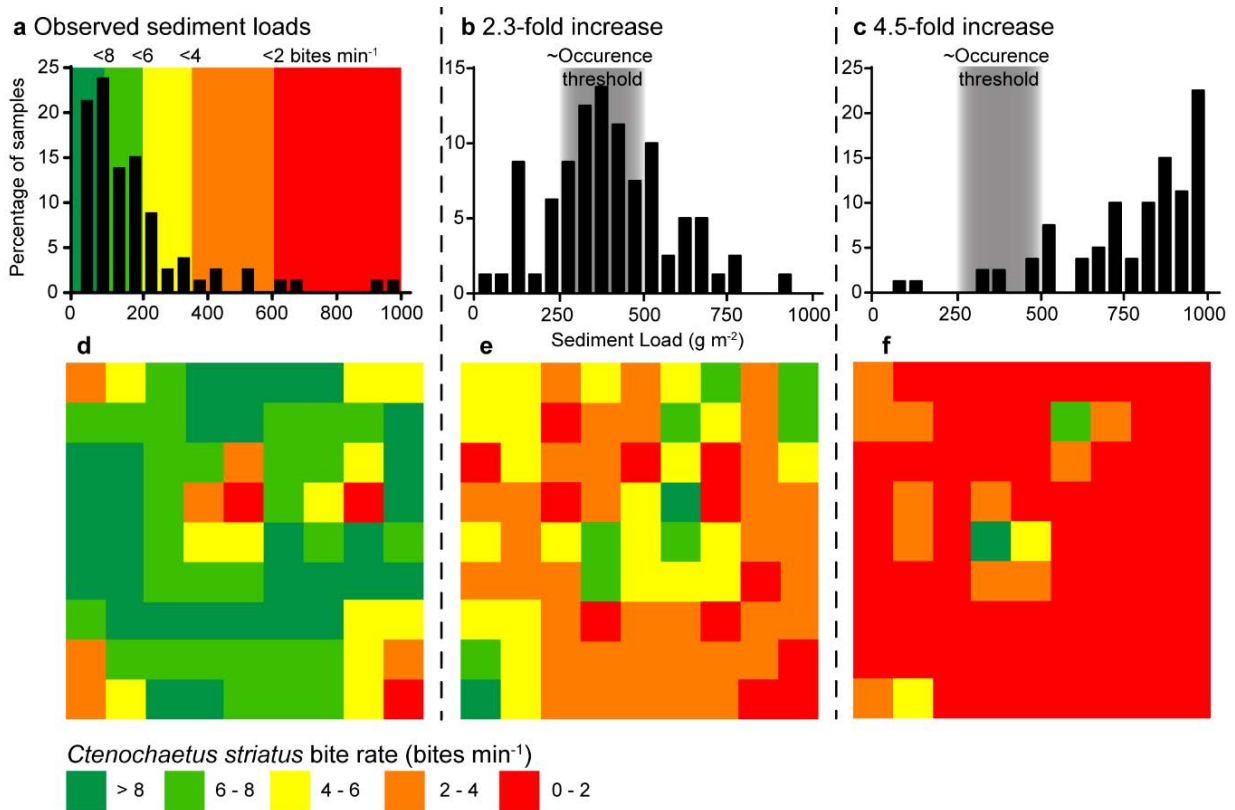 a Observed sediment loads
<8 <6 <4 <2 bites min⁻¹
25
20
15
10
5
0
Percentage of samples
0 200 400 600 800 1000
b 2.3-fold increase
~Occurence
threshold
15
10
5
0
0 250 500 750 1000
Sediment Load (g m⁻²)
c 4.5-fold increase
~Occurence
threshold
25
20
15
10
5
0
0 250 500 750 1000
d
e
f
Ctenochaetus striatus bite rate (bites min⁻¹)
> 8 6 - 8 4 - 6 2 - 4 0 - 2